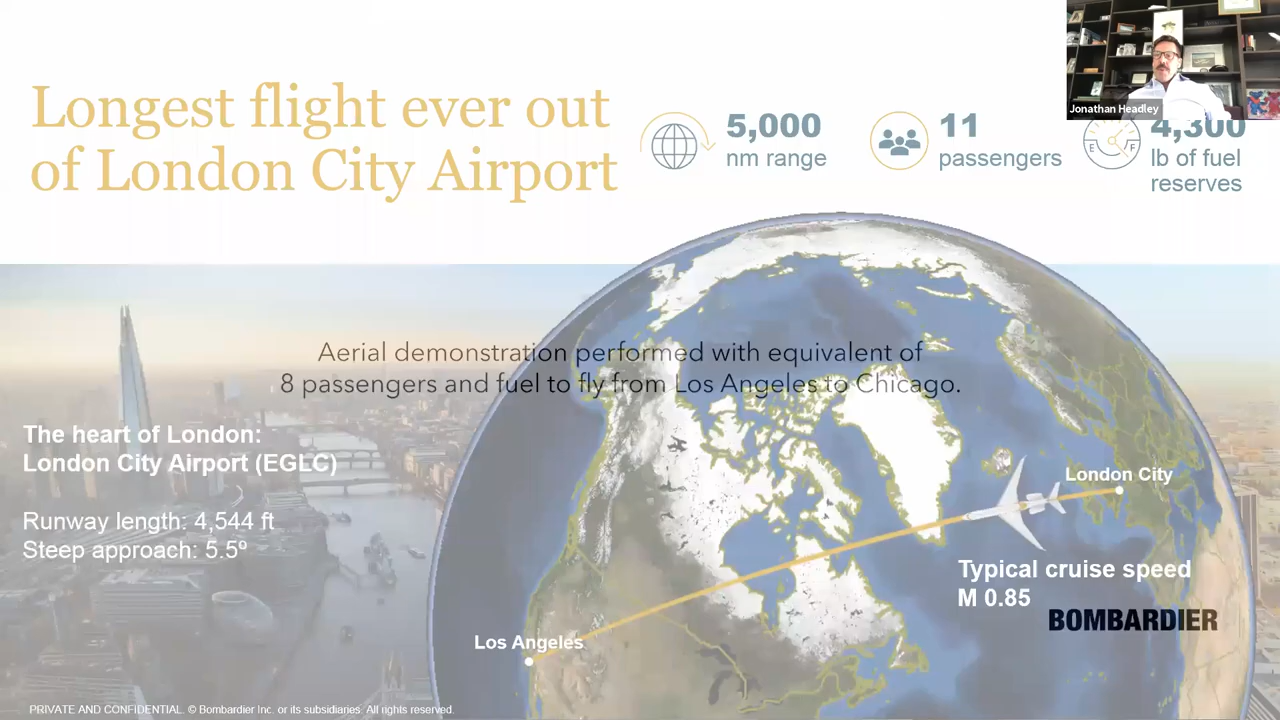 Longest flight ever out
of London City Airport
5,000
nm range
11
passengers
4,300
lb of fuel
reserves
Jonathan Headley
E F
Aerial demonstration performed with equivalent of
8 passengers and fuel to fly from Los Angeles to Chicago.
The heart of London:
London City Airport (EGLC)
Runway length: 4,544 ft
Steep approach: 5.5º
London City
Typical cruise speed
M 0.85
BOMBARDIER
Los Angeles
PRIVATE AND CONFIDENTIAL. © Bombardier Inc. or its subsidiaries. All rights reserved.